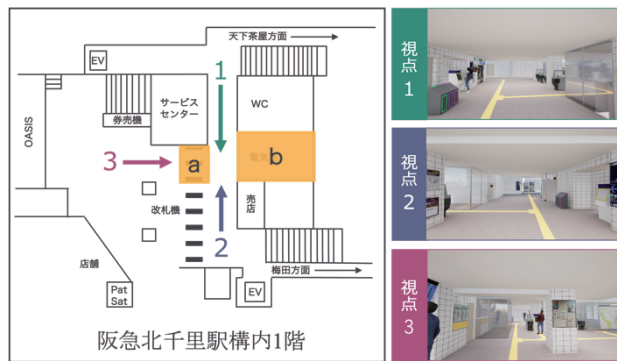 天下茶屋方面
EV
1
サービス
センター
WC
券売機
OASIS
3
a
b
改札機
2
売店
店舗
梅田方面
Pat
Sat
EV
阪急北千里駅構内1階
視点
1
視点
2
視点
3